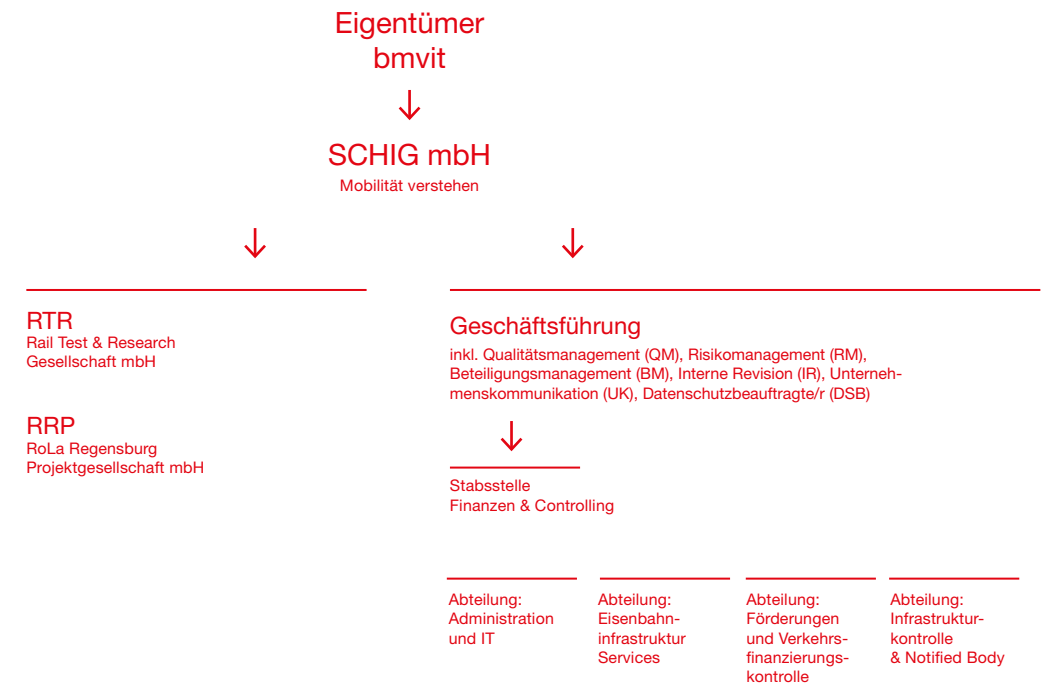 Eigentümer
bmvit
SCHIG mbH
Mobilität verstehen
RTR
Rail Test & Research
Gesellschaft mbH
RRP
RoLa Regensburg
Projektgesellschaft mbH
Geschäftsführung
inkl. Qualitätsmanagement (QM), Risikomanagement (RM),
Beteiligungsmanagement (BM), Interne Revision (IR), Unterneh-
menskommunikation (UK), Datenschutzbeauftragte/r (DSB)
Stabsstelle
Finanzen & Controlling
Abteilung:
Administration
und IT
Abteilung:
Eisenbahn-
infrastruktur
Services
Abteilung:
Förderungen
und Verkehrs-
finanzierungs-
kontrolle
Abteilung:
Infrastruktur-
kontrolle
& Notified Body